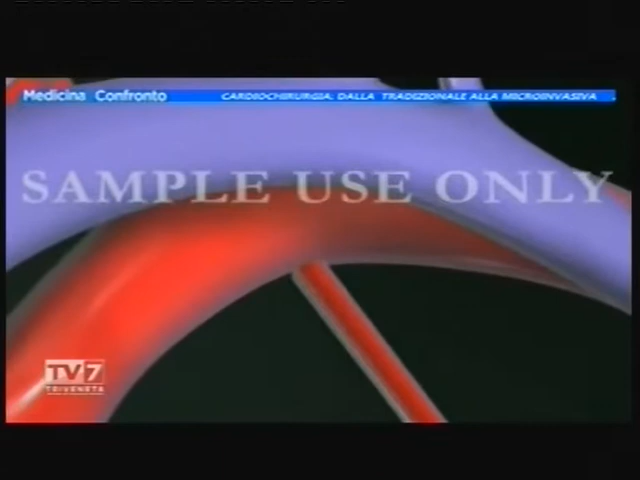 Medicina Confronto
CARDIOCHIRURGIA: DALLA TRADIZIONALE ALLA MICROINVASIVA
SAMPLE USE ONLY
TV7
TRIVENETA